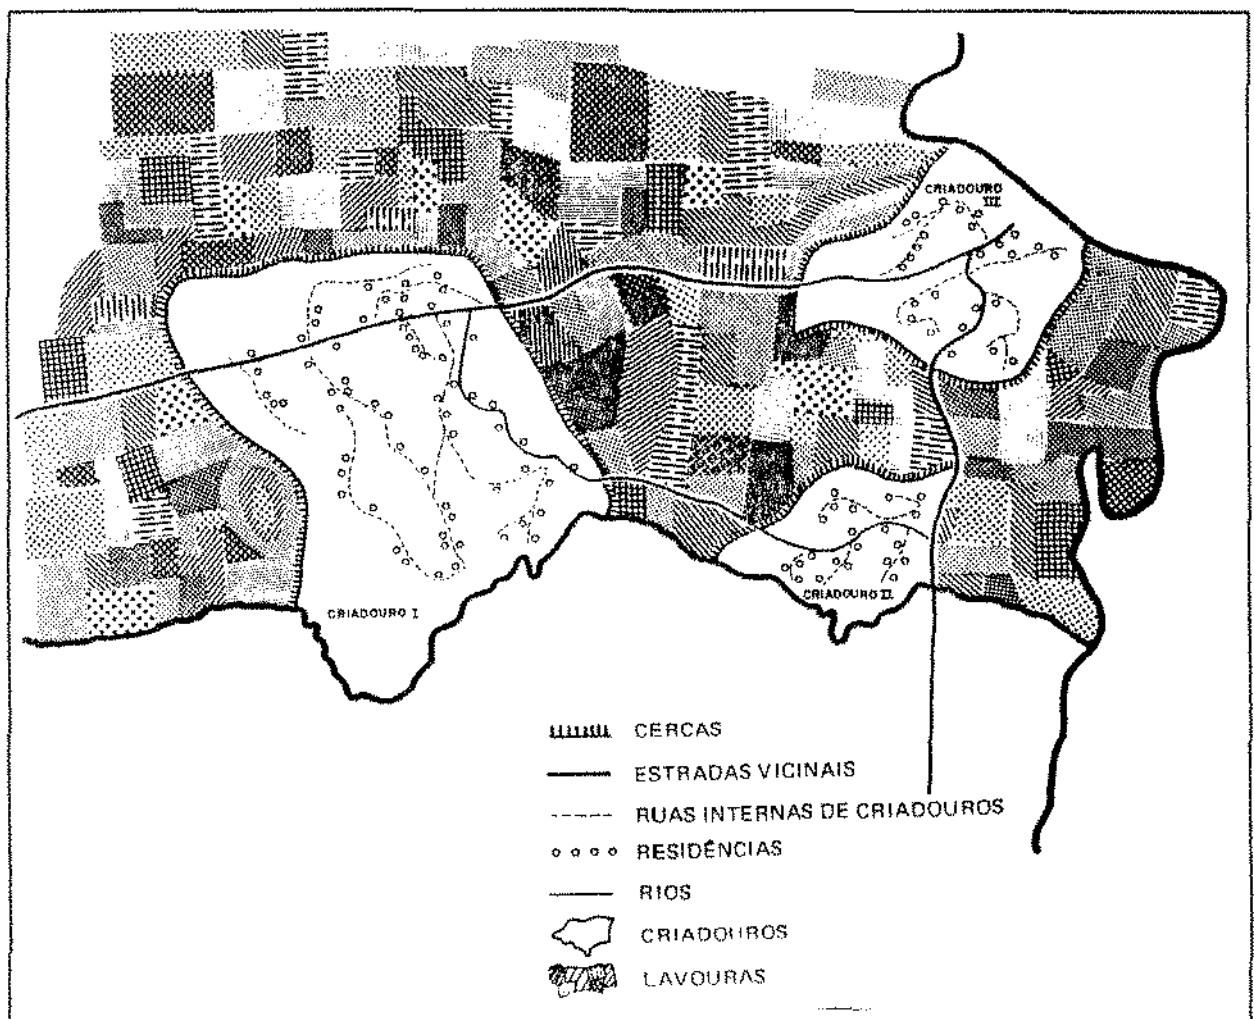 CRIADOURO
III
CRIADOURO I
CRIADOURO II
CERCAS
ESTRADAS VICINAIS
RUAS INTERNAS DE CRIADOUROS
RESIDÊNCIAS
RIOS
CRIADOUROS
LAVOURAS